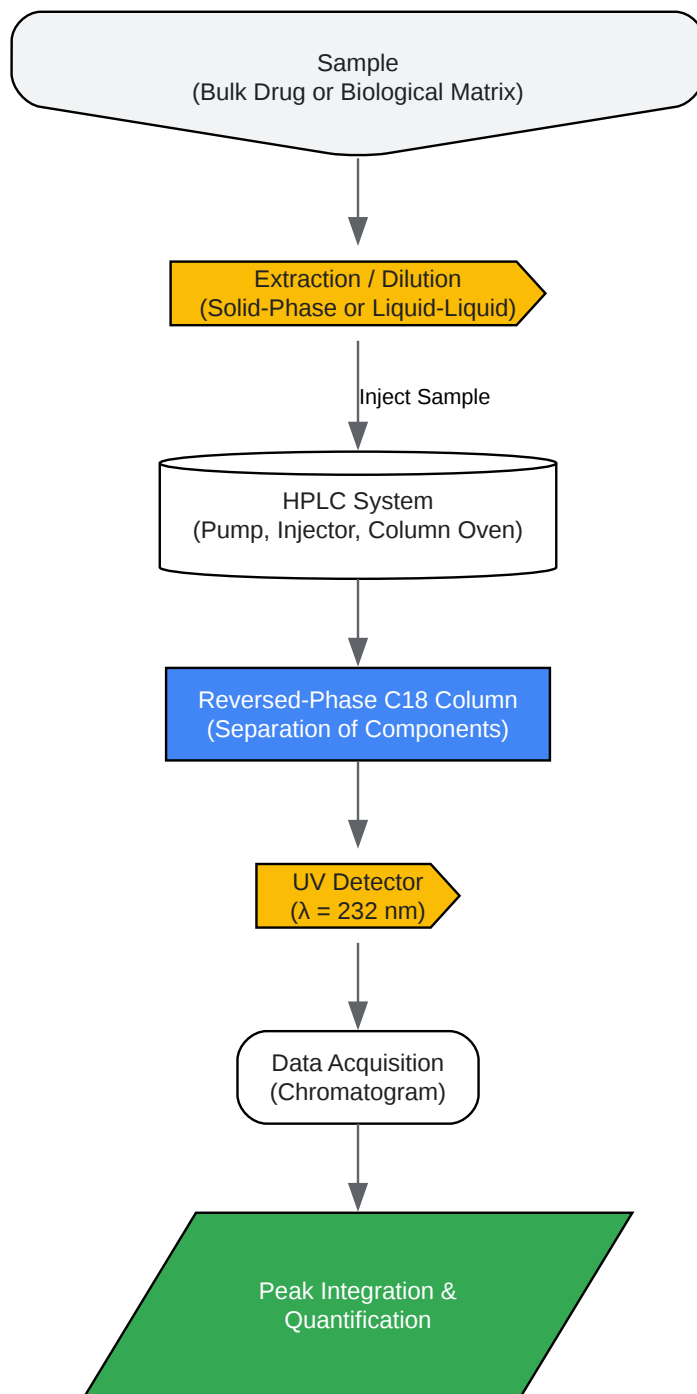 Sample
(Bulk Drug or Biological Matrix)
Extraction / Dilution
(Solid-Phase or Liquid-Liquid)
Inject Sample
HPLC System
(Pump, Injector, Column Oven)
Reversed-Phase C18 Column
(Separation of Components)
UV Detector
(λ = 232 nm)
Data Acquisition
(Chromatogram)
Peak Integration &
Quantification